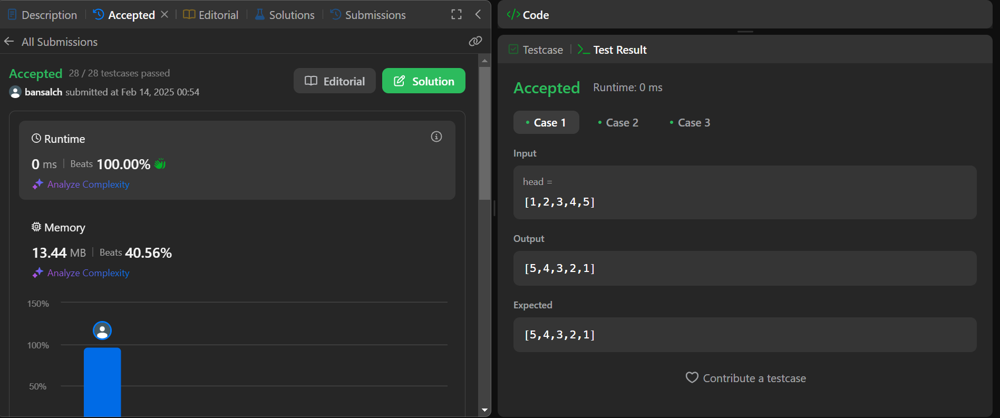 Description Accepted Editorial Solutions Submissions
All Submissions
Accepted 28 / 28 testcases passed
bansalch submitted at Feb 14, 2025 00:54
Editorial Solution
Runtime
0 ms Beats 100.00%
Analyze Complexity
Memory
13.44 MB Beats 40.56%
Analyze Complexity
150%
100%
50%
</> Code
Testcase >_ Test Result
Accepted Runtime: 0 ms
Case 1 Case 2 Case 3
Input
head =
[1,2,3,4,5]
Output
[5,4,3,2,1]
Expected
[5,4,3,2,1]
Contribute a testcase